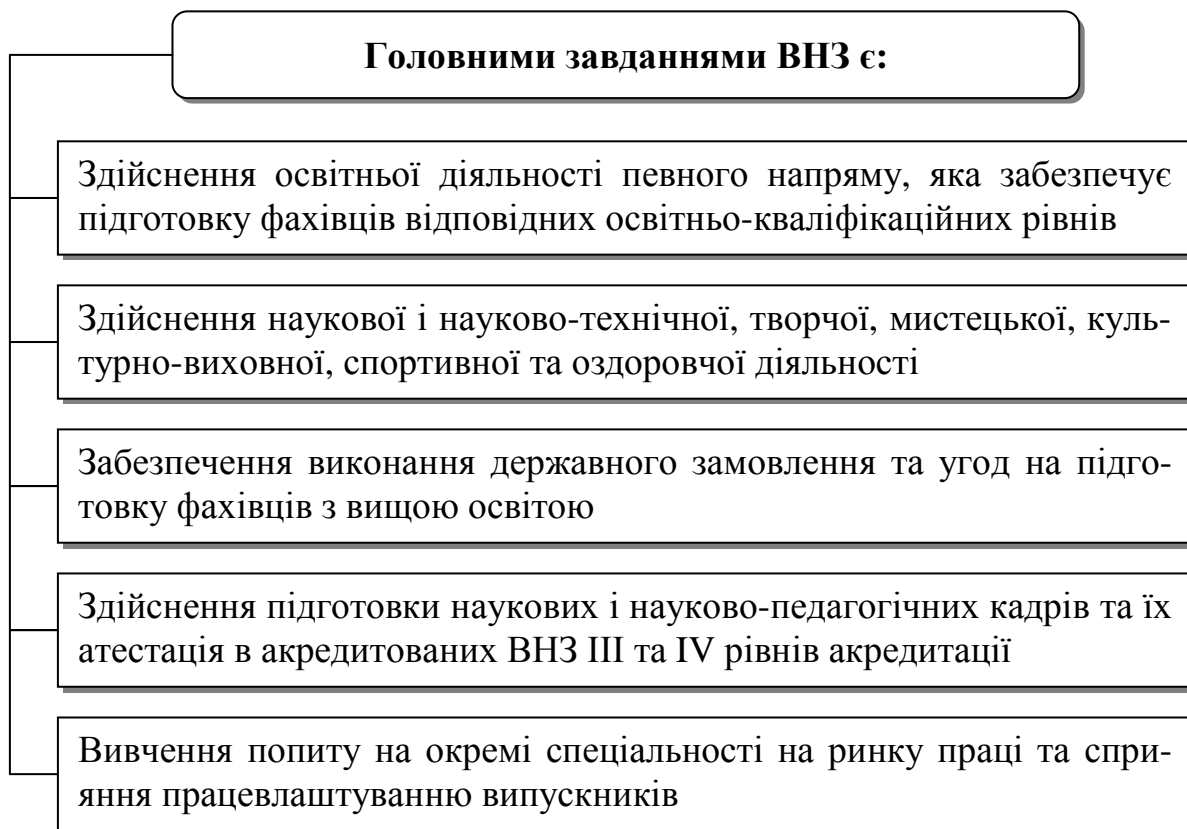 Головними завданнями ВНЗ є:
Здійснення освітньої діяльності певного напряму, яка забезпечує
підготовку фахівців відповідних освітньо-кваліфікаційних рівнів
Здійснення наукової і науково-технічної, творчої, мистецької, куль-
турно-виховної, спортивної та оздоровчої діяльності
Забезпечення виконання державного замовлення та угод на підго-
товку фахівців з вищою освітою
Здійснення підготовки наукових і науково-педагогічних кадрів та їх
атестація в акредитованих ВНЗ III та IV рівнів акредитації
Вивчення попиту на окремі спеціальності на ринку праці та спри-
яння працевлаштуванню випускників